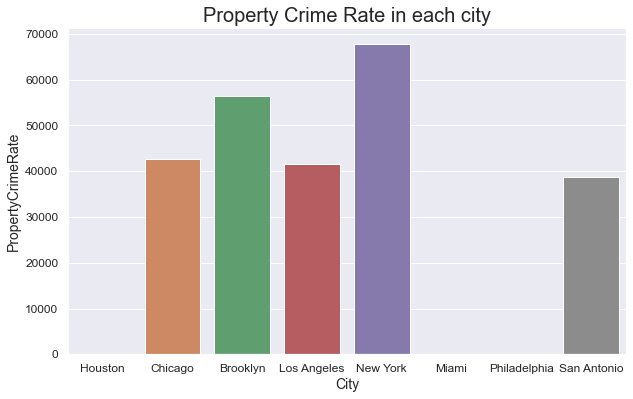 Property Crime Rate in each city
70000
60000
50000
40000
30000
20000
10000
0
PropertyCrimeRate
Houston Chicago Brooklyn Los Angeles New York Miami Philadelphia San Antonio
City